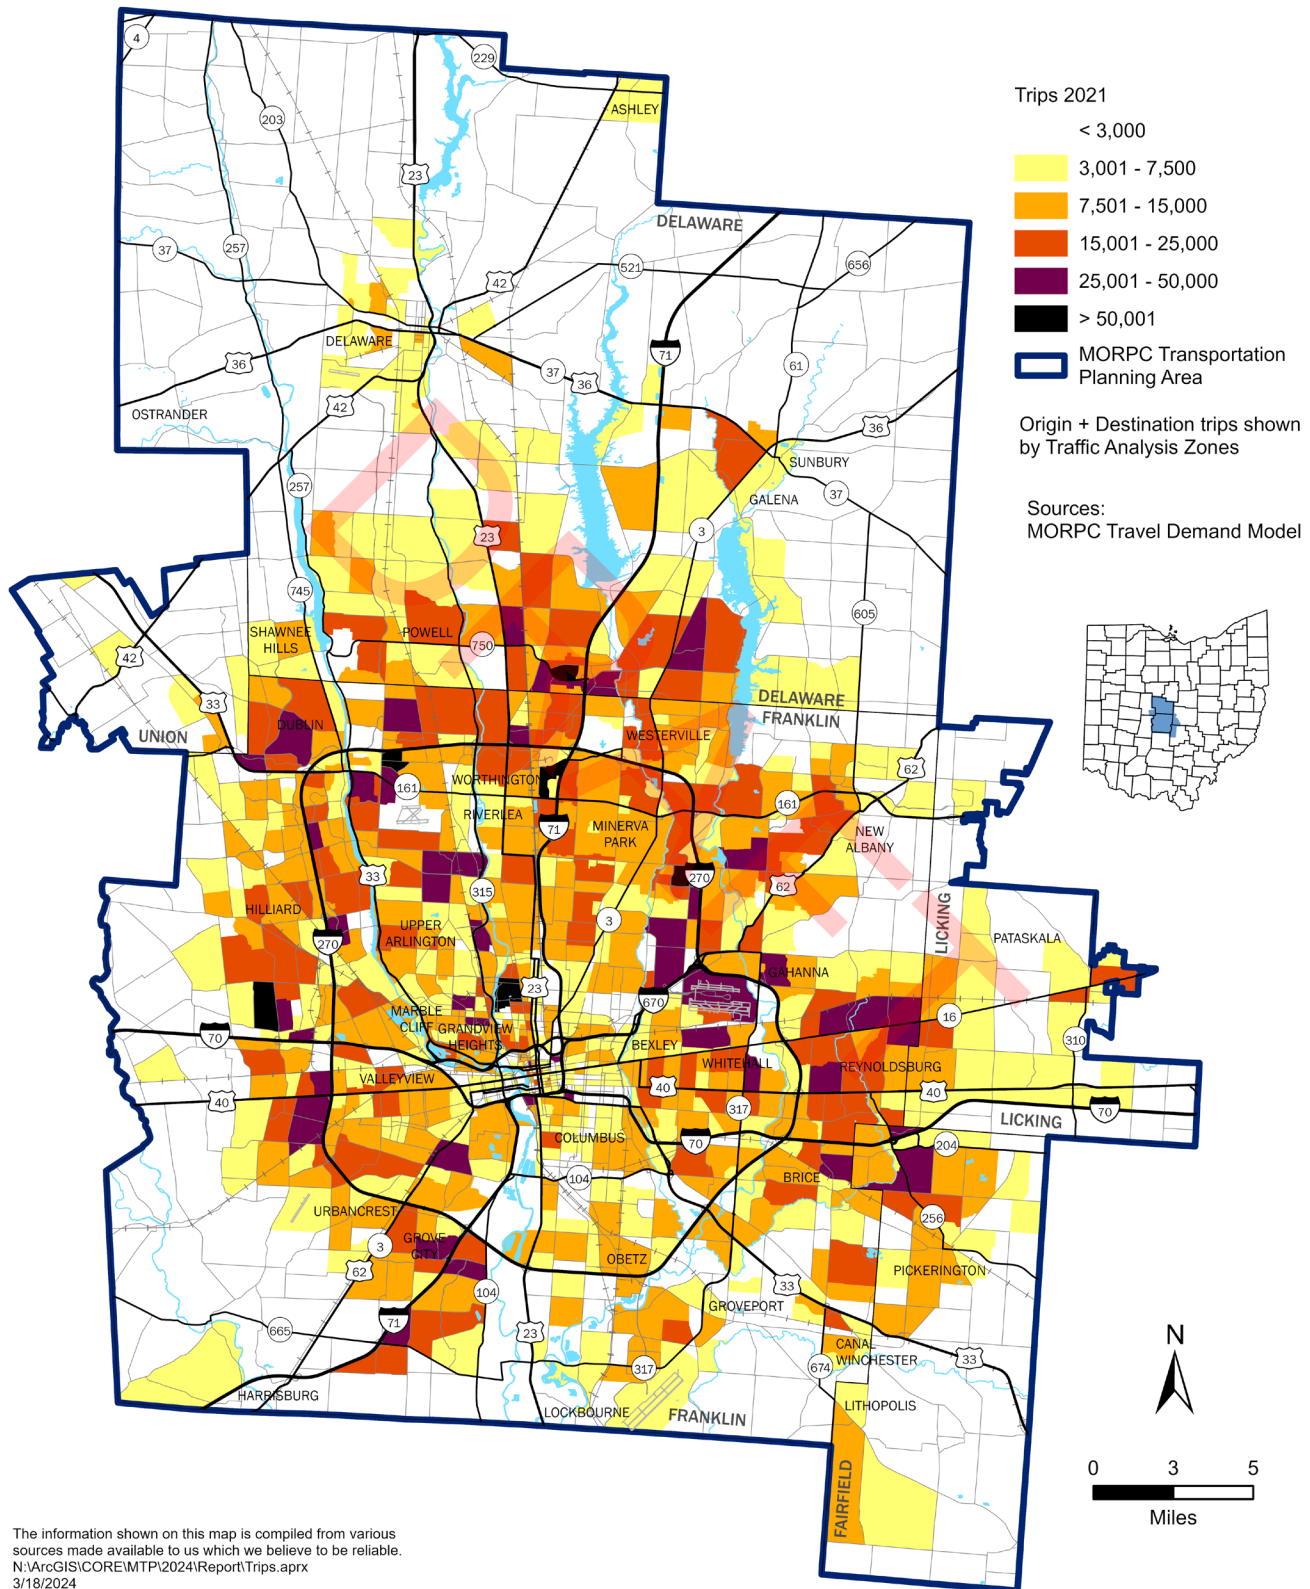 Trips 2021
< 3,000
3,001 - 7,500
7,501 - 15,000
15,001 - 25,000
25,001 - 50,000
> 50,001
MORPC Transportation
Planning Area
Origin + Destination trips shown
by Traffic Analysis Zones
Sources:
MORPC Travel Demand Model
4
229
ASHLEY
203
23
DELAWARE
37
257
656
521
42
71
DELAWARE
36
37
36
61
42
OSTRANDER
36
SUNBURY
257
37
GALENA
23
3
745
605
SHAWNEE
HILLS
POWELL
750
42
33
DELAWARE
FRANKLIN
DUBLIN
UNION
WESTERVILLE
62
WORTHINGTON
161
161
RIVERLEA
71
MINERVA
PARK
NEW
ALBANY
33
315
270
62
HILLIARD
UPPER
ARLINGTON
3
LICKING
PATASKALA
270
GAHANNA
23
670
MARBLE
CLIFF
GRANDVIEW
HEIGHTS
16
70
BEXLEY
310
WHITEHALL
REYNOLDSBURG
VALLEYVIEW
40
40
40
317
70
LICKING
COLUMBUS
70
204
104
BRICE
URBANCREST
256
3
GROVE
CITY
OBETZ
62
PICKERINGTON
33
104
GROVEPORT
71
665
23
CANAL
WINCHESTER
33
317
674
HARRISBURG
LITHOPOLIS
LOCKBOURNE
FRANKLIN
FAIRFIELD
DRAFT
N
0 3 5
Miles
The information shown on this map is compiled from various
sources made available to us which we believe to be reliable.
N:\ArcGIS\CORE\MTP\2024\Report\Trips.aprx
3/18/2024